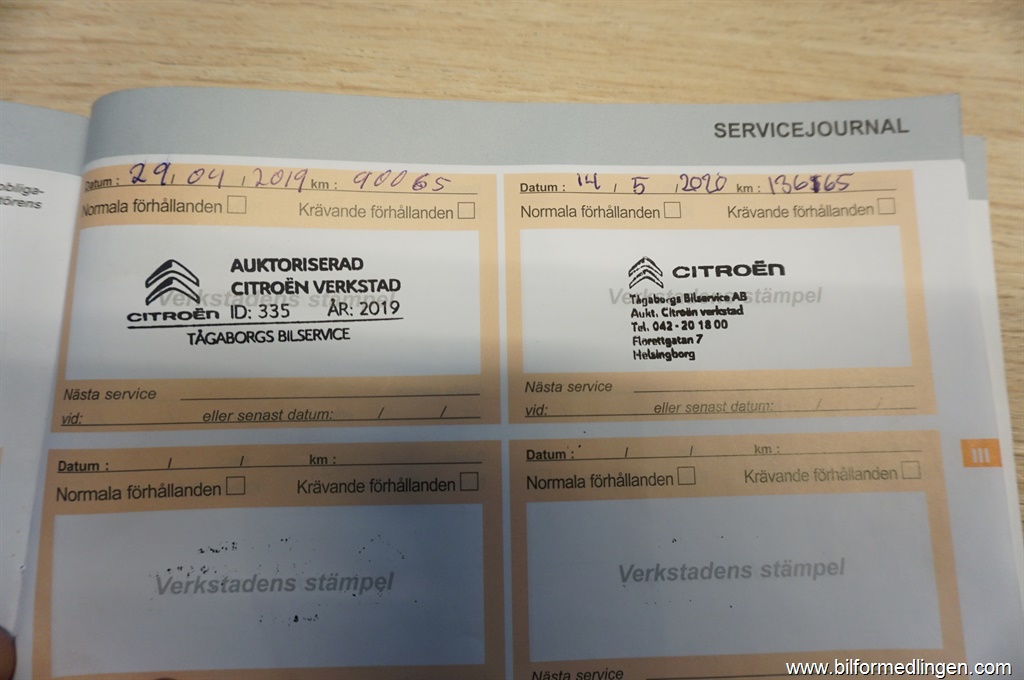 SERVICEJOURNAL
obliga-
törens
Datum : 29 / 04 / 2019 km : 90065
Normala förhållanden Krävande förhållanden
AUKTORISERAD
CITROËN VERKSTAD
Verkstadens stämpel
CITROËN ID: 335 ÅR: 2019
TÅGABORGS BILSERVICE
Nästa service
vid: eller senast datum: / /
Datum : 14 / 5 / 2020 km : 136165
Normala förhållanden Krävande förhållanden
CITROËN
Verkstadens stämpel
Tågaborgs Bilservice AB
Aukt. Citroën verkstad
Tel. 042 - 20 18 00
Florettgatan 7
Helsingborg
Nästa service
vid: eller senast datum: / /
Datum : / / km :
Normala förhållanden Krävande förhållanden
Verkstadens stämpel
Datum : / / km :
Normala förhållanden Krävande förhållanden
Verkstadens stämpel
Nästa service
III
www.bilformedlingen.com